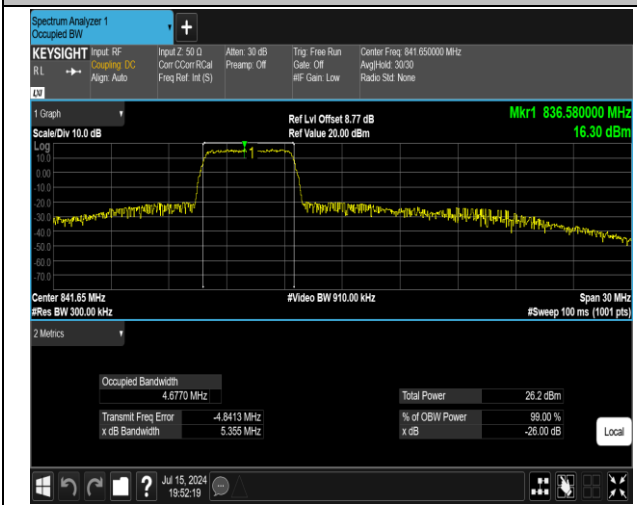 Spectrum Analyzer 1
Occupied BW
+
KEYSIGHT Input: RF Input Z: 50 Ω Atten: 30 dB Trig: Free Run Center Freq: 841.650000 MHz
RL Coupling: DC Corr CCorr RCal Preamp: Off Gate: Off Avg|Hold: 30/30
Align: Auto Freq Ref: Int (S) #IF Gain: Low Radio Std: None
LXI
1 Graph Ref Lvl Offset 8.77 dB Mkr1 836.580000 MHz
Scale/Div 10.0 dB Ref Value 20.00 dBm 16.30 dBm
Log
10.0
0.00
-10.0
-20.0
-30.0
-40.0
-50.0
-60.0
-70.0
1
Center 841.65 MHz #Video BW 910.00 kHz Span 30 MHz
#Res BW 300.00 kHz #Sweep 100 ms (1001 pts)
2 Metrics
Occupied Bandwidth
4.6770 MHz Total Power 26.2 dBm
Transmit Freq Error -4.8413 MHz % of OBW Power 99.00 %
x dB Bandwidth 5.355 MHz x dB -26.00 dB
Local
? Jul 15, 2024
19:52:19